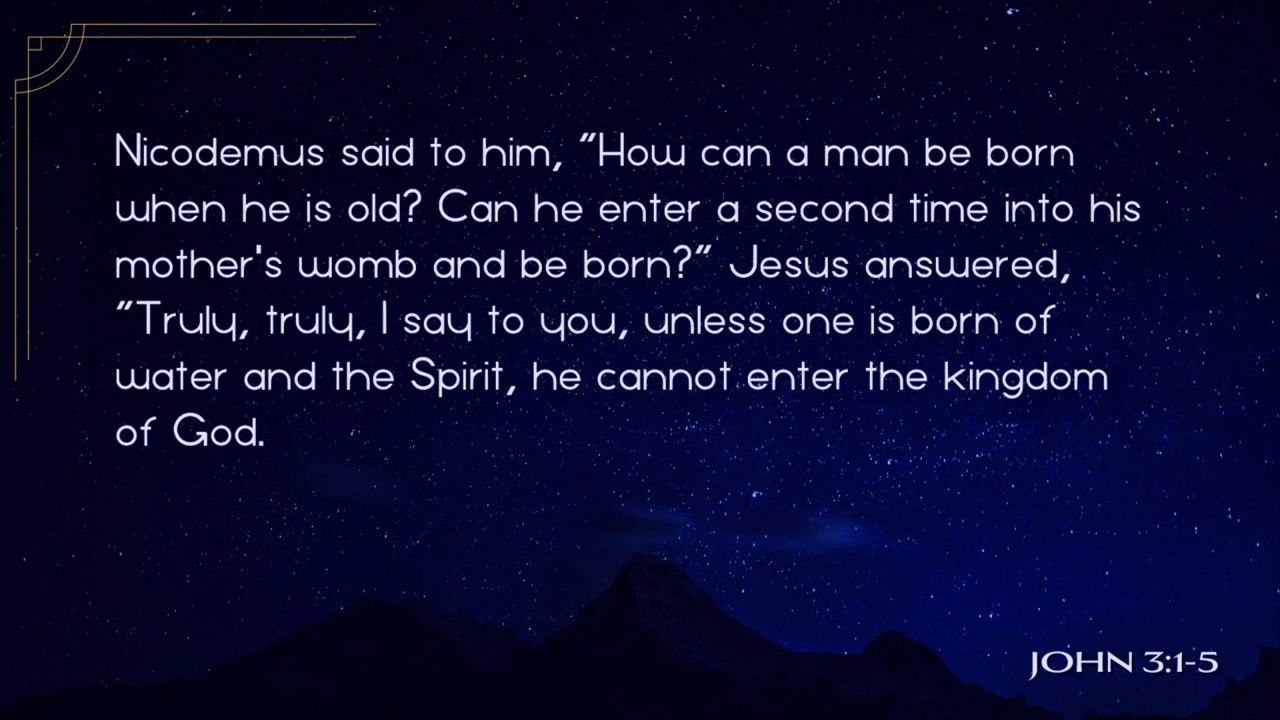 Nicodemus said to him, “How can a man be born
when he is old? Can he enter a second time into his
mother's womb and be born?” Jesus answered,
“Truly, truly, I say to you, unless one is born of
water and the Spirit, he cannot enter the kingdom
of God.
JOHN 3:1-5